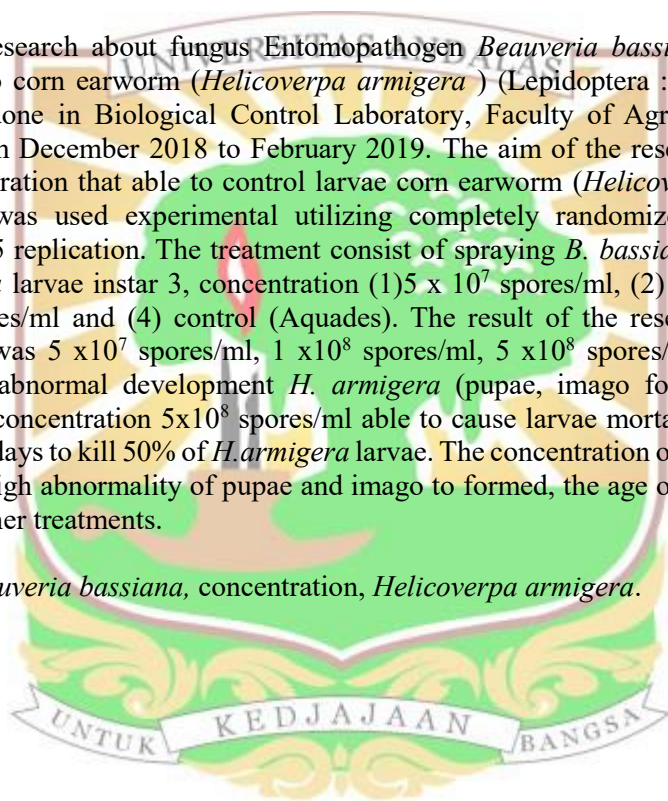 UNIVERSITAS ANDALAS
esearch about fungus Entomopathogen Beauveria bassi
corn earworm (Helicoverpa armigera ) (Lepidoptera :
one in Biological Control Laboratory, Faculty of Agr
December 2018 to February 2019. The aim of the rese
ration that able to control larvae corn earworm (Helicov
was used experimental utilizing completely randomiz
5 replication. The treatment consist of spraying B. bassia
larvae instar 3, concentration (1)5 x 10⁷ spores/ml, (2)
es/ml and (4) control (Aquades). The result of the rese
was 5 x10⁷ spores/ml, 1 x10⁸ spores/ml, 5 x10⁸ spores/
abnormal development H. armigera (pupae, imago fo
concentration 5x10⁸ spores/ml able to cause larvae morta
lays to kill 50% of H.armigera larvae. The concentration o
igh abnormality of pupae and imago to formed, the age o
her treatments.
uveria bassiana, concentration, Helicoverpa armigera.
UNTUK KEDJAJAAN BANGSA